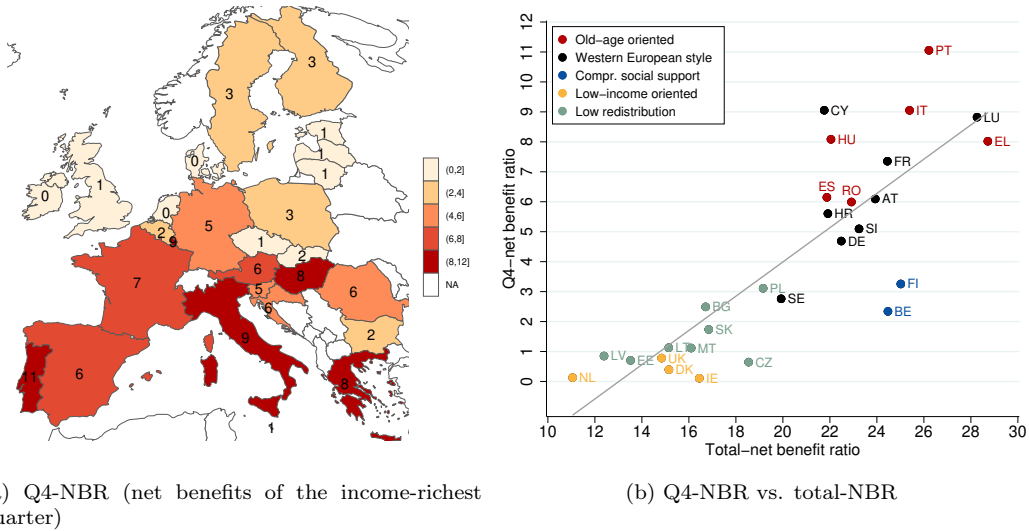 3
3
1
1
1
0
0
1
0
2
9
5
3
1
2
7
6
8
5
6
6
2
9
11
6
8
1
(0,2]
(2,4]
(4,6]
(6,8]
(8,12]
NA
) Q4-NBR (net benefits of the income-richest
uarter)
Old−age oriented
Western European style
Compr. social support
Low−income oriented
Low redistribution
Q4−net benefit ratio
12
11
10
9
8
7
6
5
4
3
2
1
0
PT
CY
IT
LU
HU
EL
FR
ES
RO
AT
HR
SI
DE
FI
PL
SE
BG
BE
SK
LT
MT
LV
EE
UK
CZ
DK
NL
IE
10 12 14 16 18 20 22 24 26 28 30
Total−net benefit ratio
(b) Q4-NBR vs. total-NBR